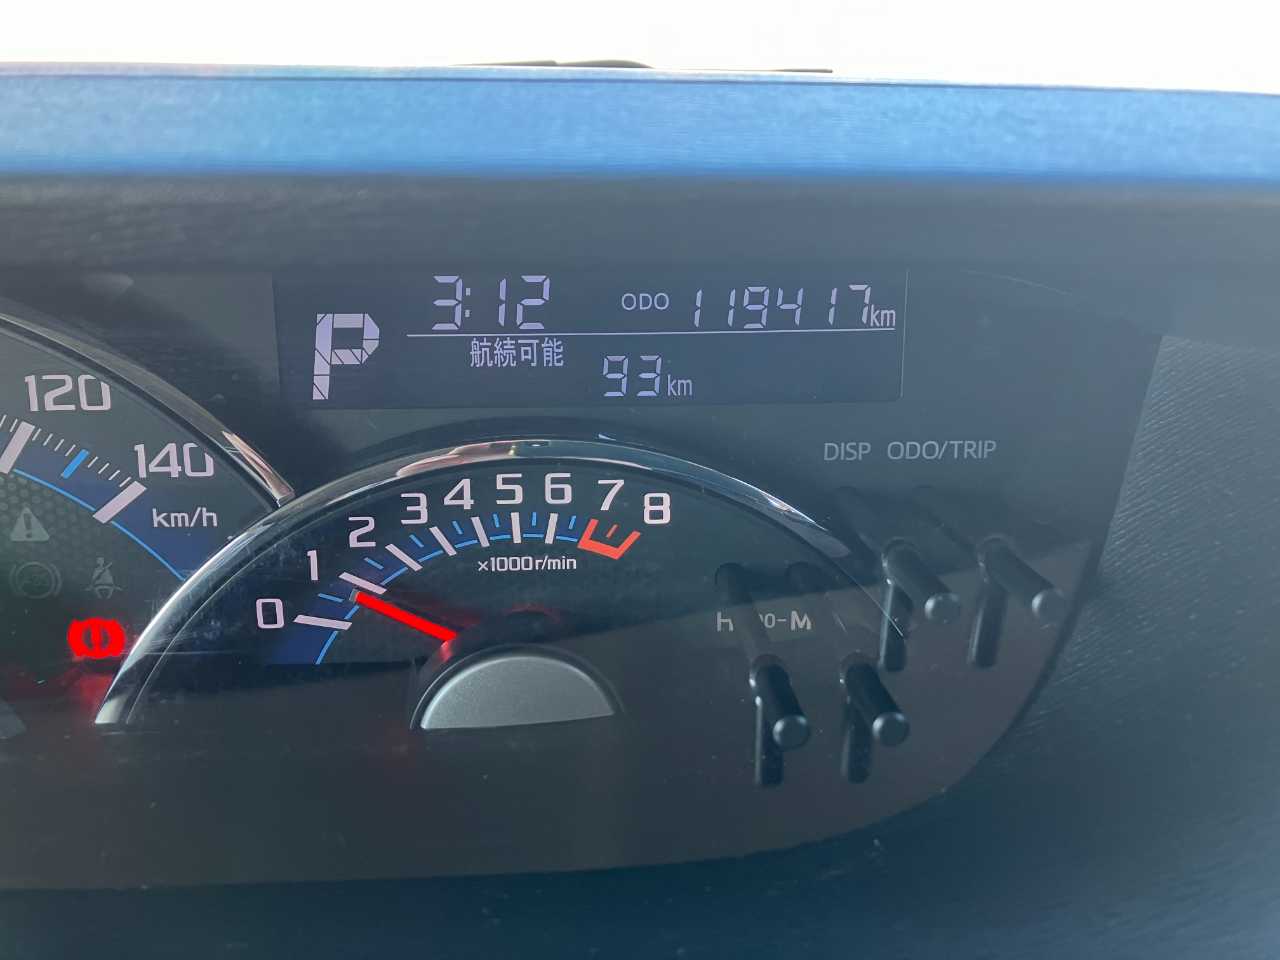 P
3:12 ODO 119417km
航続可能
93km
120
140
km/h
DISP ODO/TRIP
0 1 2 3 4 5 6 7 8
×1000r/min